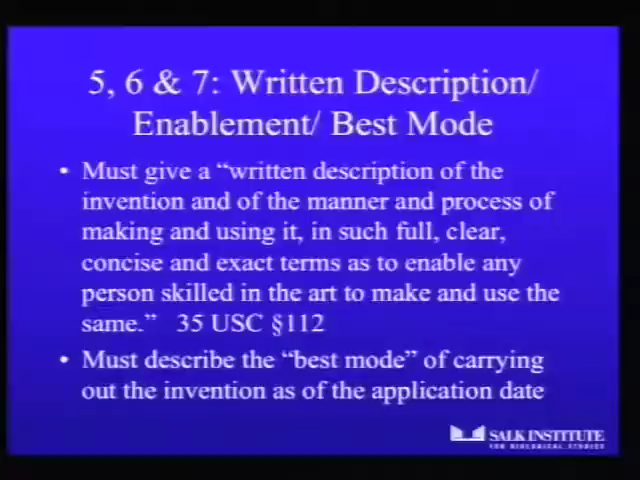 5, 6 & 7: Written Description/
Enablement/ Best Mode
• Must give a “written description of the
invention and of the manner and process of
making and using it, in such full, clear,
concise and exact terms as to enable any
person skilled in the art to make and use the
same.” 35 USC §112
• Must describe the “best mode” of carrying
out the invention as of the application date
SALK INSTITUTE
FOR BIOLOGICAL STUDIES